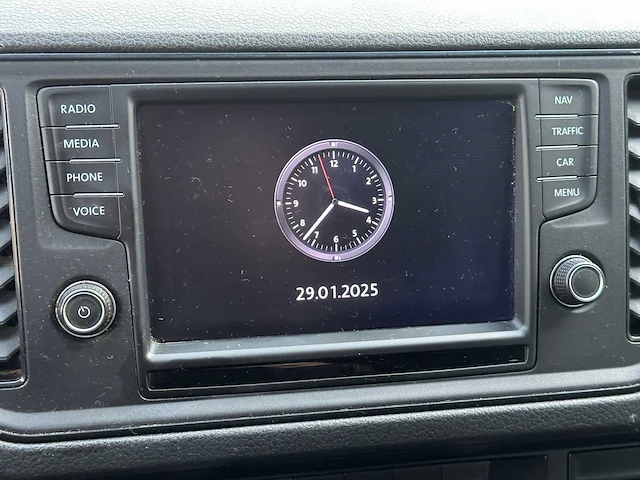 RADIO
MEDIA
PHONE
VOICE
NAV
TRAFFIC
CAR
MENU
12
1
2
3
4
5
6
7
8
9
10
11
29.01.2025